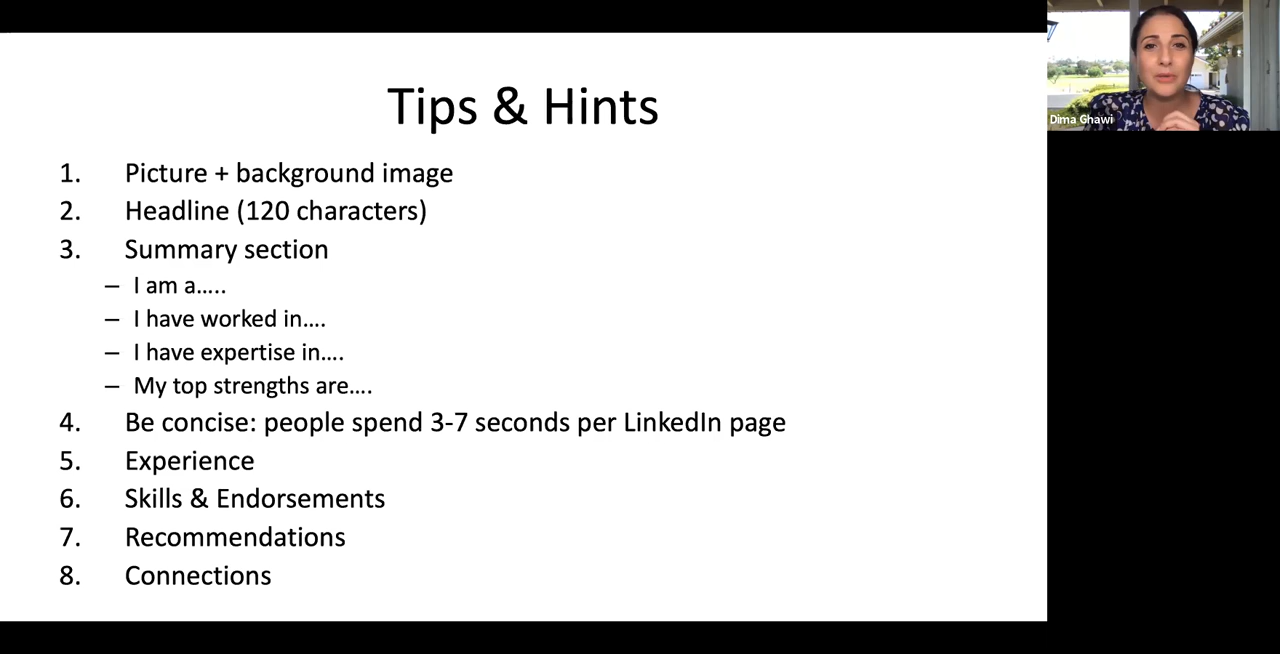 Tips & Hints
1. Picture + background image
2. Headline (120 characters)
3. Summary section
– I am a…..
– I have worked in….
– I have expertise in….
– My top strengths are….
4. Be concise: people spend 3-7 seconds per LinkedIn page
5. Experience
6. Skills & Endorsements
7. Recommendations
8. Connections
Dima Ghawi